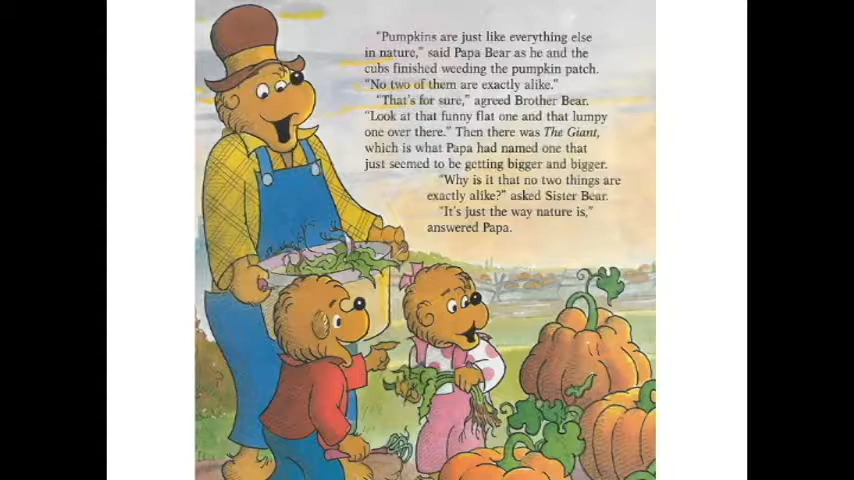 "Pumpkins are just like everything else
in nature," said Papa Bear as he and the
cubs finished weeding the pumpkin patch.
"No two of them are exactly alike."
"That's for sure," agreed Brother Bear.
"Look at that funny flat one and that lumpy
one over there." Then there was The Giant,
which is what Papa had named one that
just seemed to be getting bigger and bigger.
"Why is it that no two things are
exactly alike?" asked Sister Bear.
"It's just the way nature is,"
answered Papa.